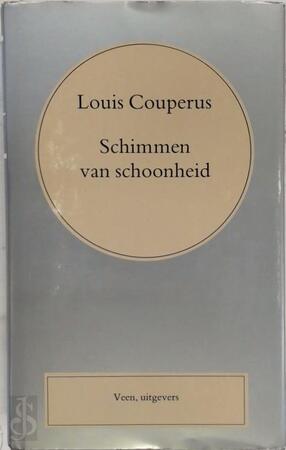 Louis Couperus
Schimmen
van schoonheid
Veen, uitgevers